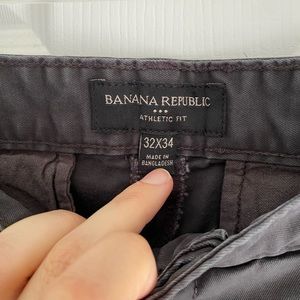 BANANA REPUBLIC
ATHLETIC FIT
32X34
MADE IN
BANGLADESH